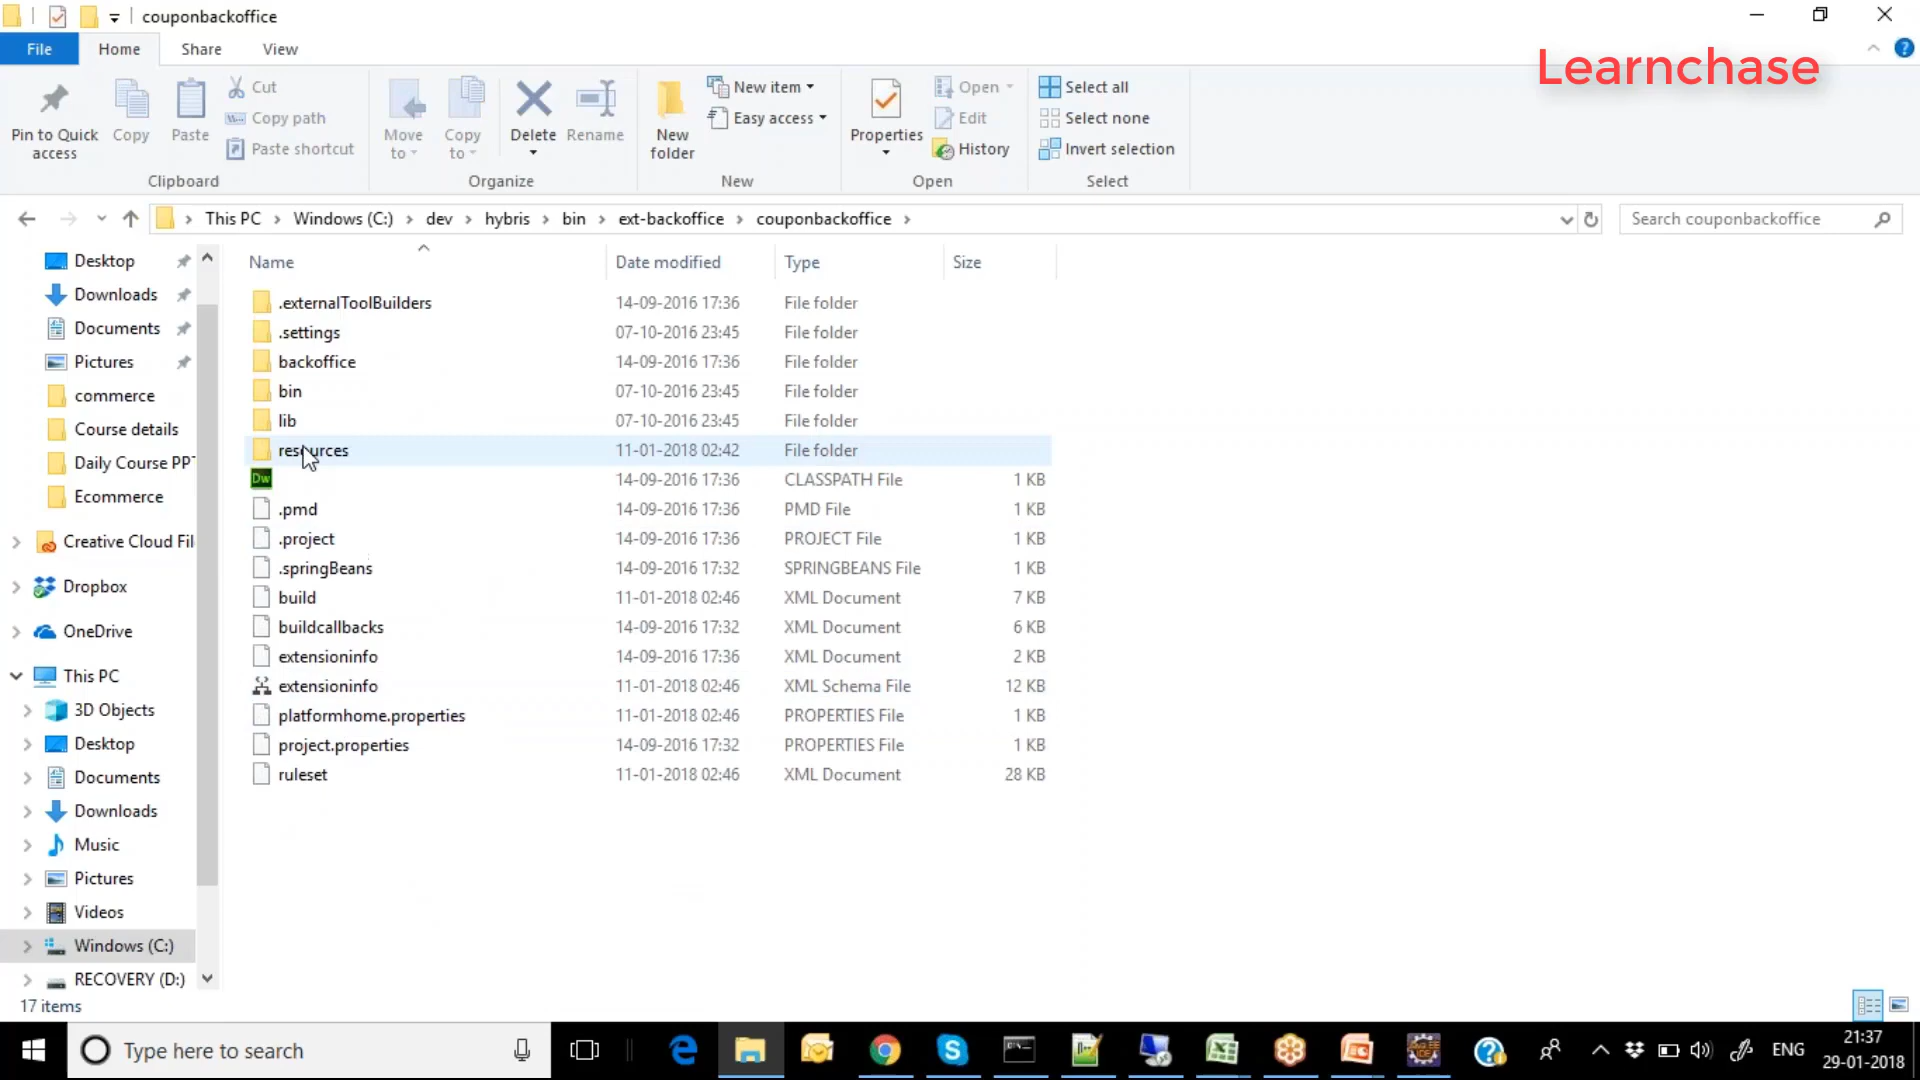 couponbackoffice
File Home Share View
Learnchase
Pin to Quick access
Copy
Paste
Cut
Copy path
Paste shortcut
Move to
Copy to
Delete
Rename
New folder
New item
Easy access
Properties
Open
Edit
History
Select all
Select none
Invert selection
Clipboard Organize New Open Select
This PC Windows (C:) dev hybris bin ext-backoffice couponbackoffice
Search couponbackoffice
Desktop
Downloads
Documents
Pictures
commerce
Course details
Daily Course PPT
Ecommerce
Creative Cloud Fil
Dropbox
OneDrive
This PC
3D Objects
Desktop
Documents
Downloads
Music
Pictures
Videos
Windows (C:)
RECOVERY (D:)
Name Date modified Type Size
.externalToolBuilders 14-09-2016 17:36 File folder
.settings 07-10-2016 23:45 File folder
backoffice 14-09-2016 17:36 File folder
bin 07-10-2016 23:45 File folder
lib 07-10-2016 23:45 File folder
resources 11-01-2018 02:42 File folder
Dw 14-09-2016 17:36 CLASSPATH File 1 KB
.pmd 14-09-2016 17:36 PMD File 1 KB
.project 14-09-2016 17:36 PROJECT File 1 KB
.springBeans 14-09-2016 17:32 SPRINGBEANS File 1 KB
build 11-01-2018 02:46 XML Document 7 KB
buildcallbacks 14-09-2016 17:32 XML Document 6 KB
extensioninfo 14-09-2016 17:36 XML Document 2 KB
extensioninfo 11-01-2018 02:46 XML Schema File 12 KB
platformhome.properties 11-01-2018 02:46 PROPERTIES File 1 KB
project.properties 14-09-2016 17:32 PROPERTIES File 1 KB
ruleset 11-01-2018 02:46 XML Document 28 KB
17 items
Type here to search
ENG
21:37
29-01-2018